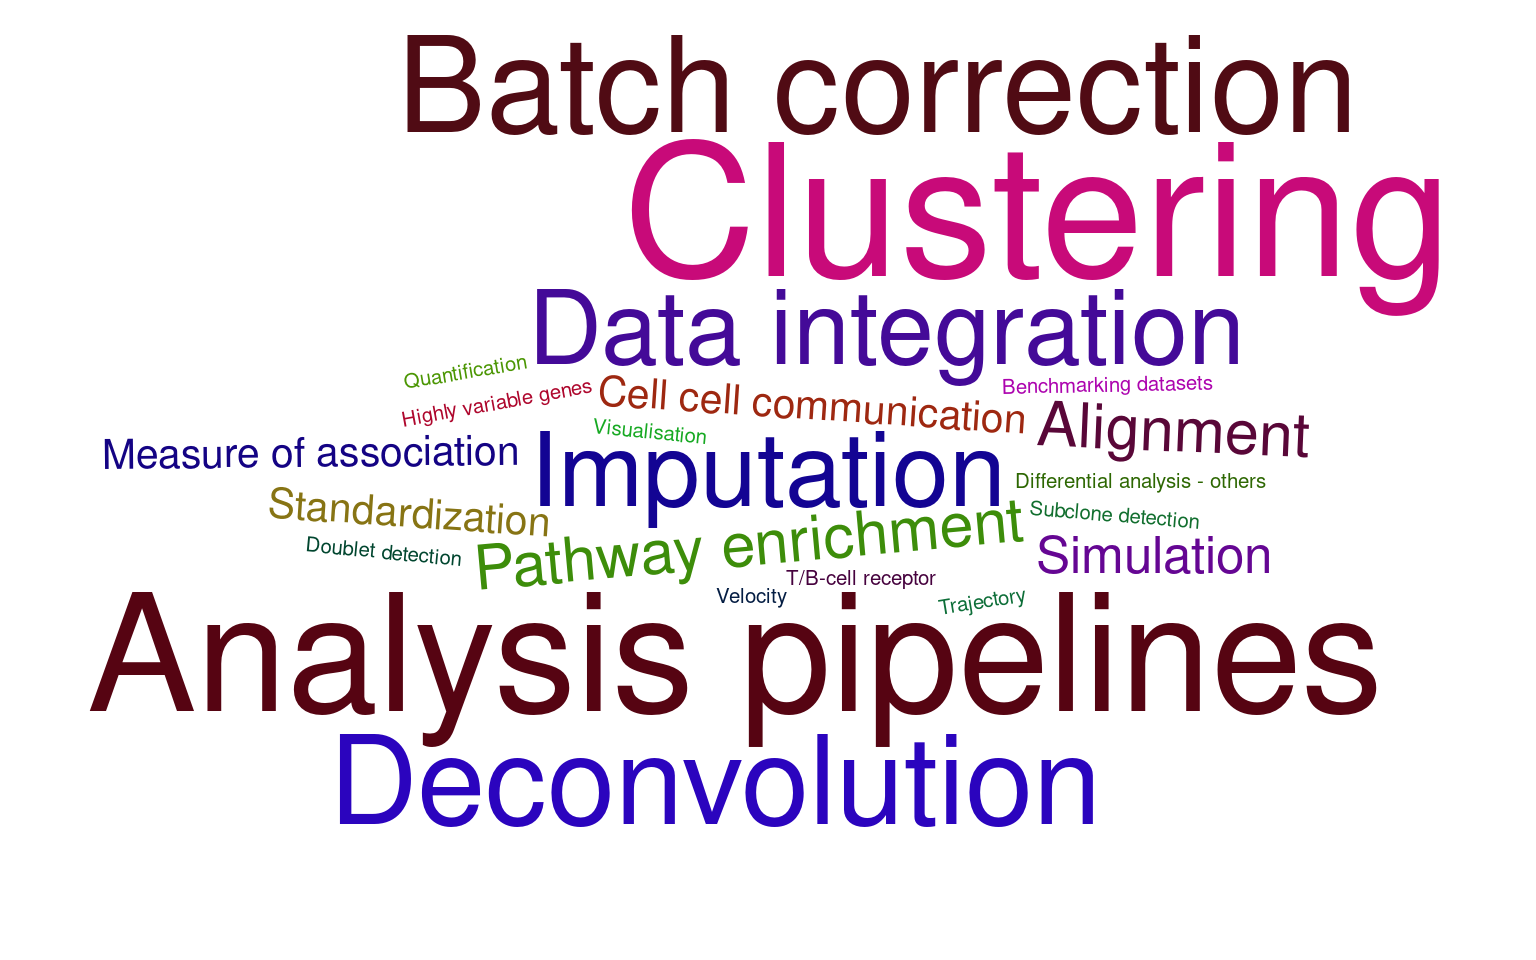 Batch correction
Clustering
Data integration
Quantification
Highly variable genes
Cell cell communication
Benchmarking datasets
Visualisation
Alignment
Measure of association
Imputation
Differential analysis - others
Standardization
Subclone detection
Doublet detection
Pathway enrichment
Simulation
T/B-cell receptor
Velocity
Trajectory
Analysis pipelines
Deconvolution